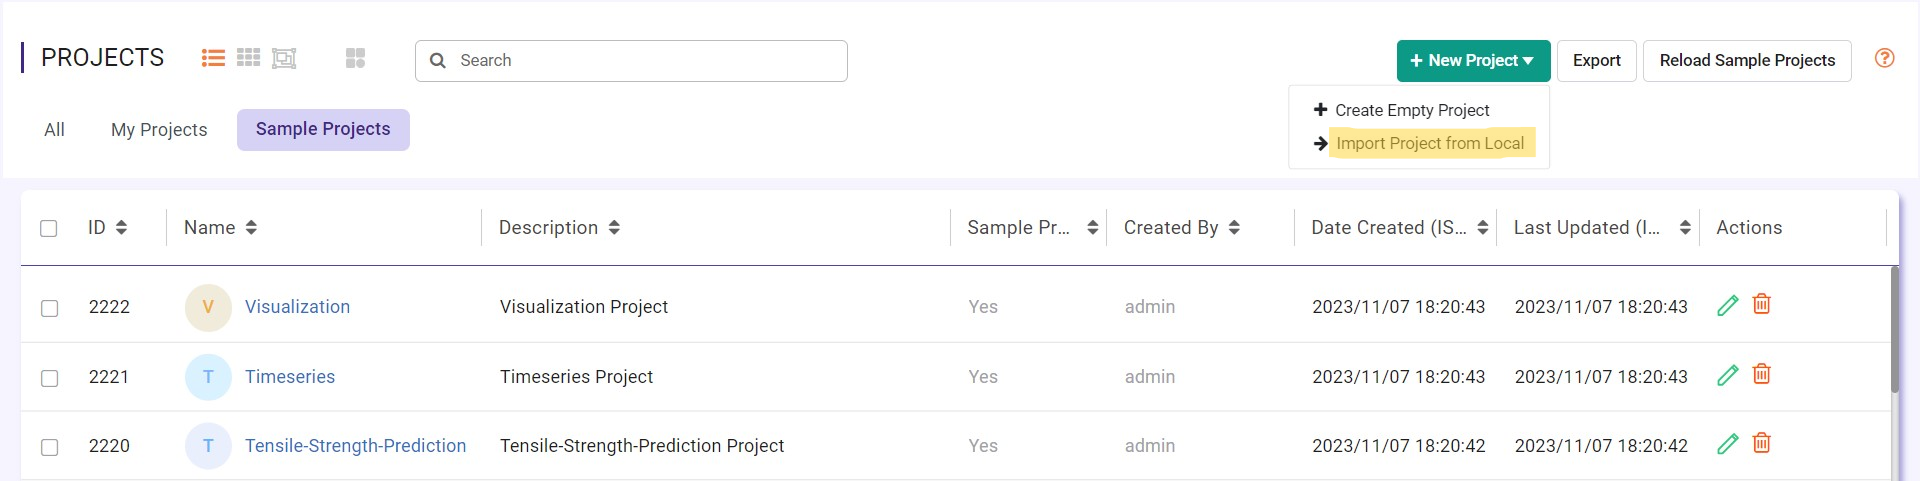 PROJECTS
Search
+ New Project
Export
Reload Sample Projects
Create Empty Project
Import Project from Local
All
My Projects
Sample Projects
ID Name Description Sample Pr... Created By Date Created (IS... Last Updated (I... Actions
2222 V Visualization Visualization Project Yes admin 2023/11/07 18:20:43 2023/11/07 18:20:43
2221 T Timeseries Timeseries Project Yes admin 2023/11/07 18:20:43 2023/11/07 18:20:43
2220 T Tensile-Strength-Prediction Tensile-Strength-Prediction Project Yes admin 2023/11/07 18:20:42 2023/11/07 18:20:42